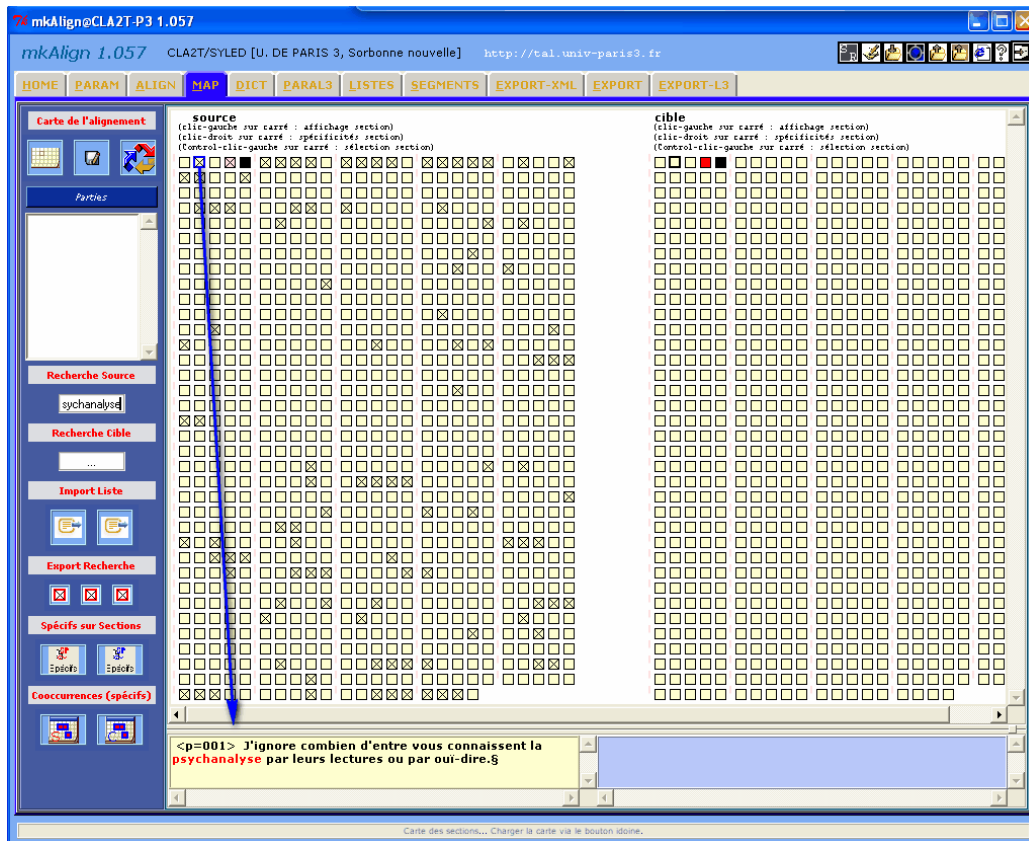 mkAlign@CLA2T-P3 1.057
mkAlign 1.057 CLA2T/SYLED [U. DE PARIS 3, Sorbonne nouvelle] http://tal.univ-paris3.fr
HOME PARAM ALIGN MAP DICT PARAL3 LISTES SEGMENTS EXPORT-XML EXPORT EXPORT-L3
Carte de l'alignement
Parties
Recherche Source
sychanalyse
Recherche Cible
...
Import Liste
Export Recherche
Spécifs sur Sections
Spécifs Spécifs
Cooccurrences (spécifs)
source
(clic-gauche sur carré : affichage section)
(clic-droit sur carré : spécificités section)
(Control-clic-gauche sur carré : sélection section)
cible
(clic-gauche sur carré : affichage section)
(clic-droit sur carré : spécificités section)
(Control-clic-gauche sur carré : sélection section)
<p=001> J'ignore combien d'entre vous connaissent la
psychanalyse par leurs lectures ou par ouï-dire.§
Carte des sections... Charger la carte via le bouton idoine.